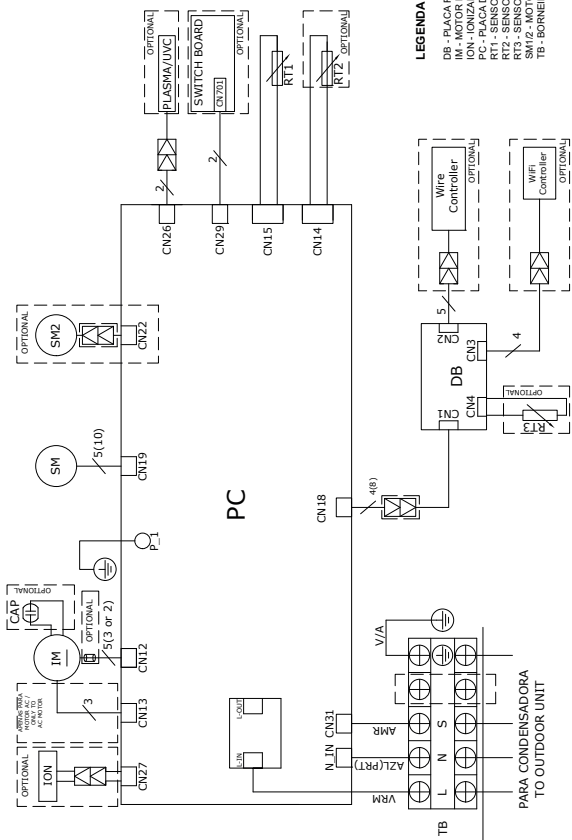 OPTIONAL
PLASMA/UVC
2
CN26
OPTIONAL
SWITCH BOARD
CN701
2
CN29
RT1
CN15
OPTIONAL
RT2
CN14
OPTIONAL
SM2
CN22
SM
5(10)
CN19
P_1
PC
OPTIONAL
CAP
IM
OPTIONAL
5(3 or 2)
CN12
APENAS PARA
MOTOR AC /
ONLY TO
AC MOTOR
3
CN13
OPTIONAL
ION
CN27
L-OUT
L-IN
CN31
N_IN
AMR
AZL(PRT)
VRM
V/A
S
N
L
TB
PARA CONDENSADORA
TO OUTDOOR UNIT
CN18
4(8)
CN1
DB
CN2
CN3
CN4
OPTIONAL
RT3
5
Wire
Controller
OPTIONAL
4
WiFi
Controller
OPTIONAL
LEGENDA
DB - PLACA
IM - MOTOR
ION - IONIZA
PC - PLACA D
RT1 - SENSO
RT2 - SENSO
RT3 - SENSO
SM1/2 - MOT
TB - BORNEI